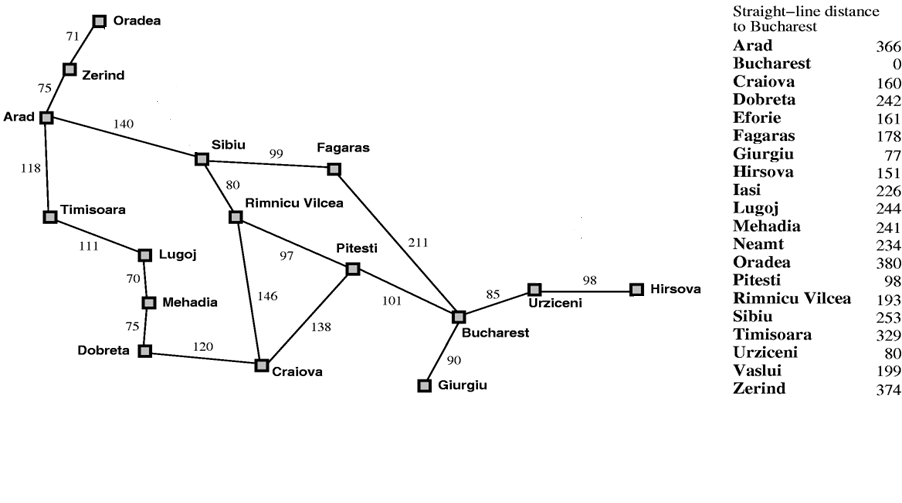 Oradea
71
Zerind
75
Arad
140
118
Sibiu
99
Fagaras
80
Timisoara
Rimnicu Vilcea
111
Lugoj
97
Pitesti
211
70
Mehadia
146
101
85
98
Hirsova
Urziceni
75
138
Bucharest
Dobreta
120
Craiova
90
Giurgiu
Straight−line distance
to Bucharest
Arad 366
Bucharest 0
Craiova 160
Dobreta 242
Eforie 161
Fagaras 178
Giurgiu 77
Hirsova 151
Iasi 226
Lugoj 244
Mehadia 241
Neamt 234
Oradea 380
Pitesti 98
Rimnicu Vilcea 193
Sibiu 253
Timisoara 329
Urziceni 80
Vaslui 199
Zerind 374